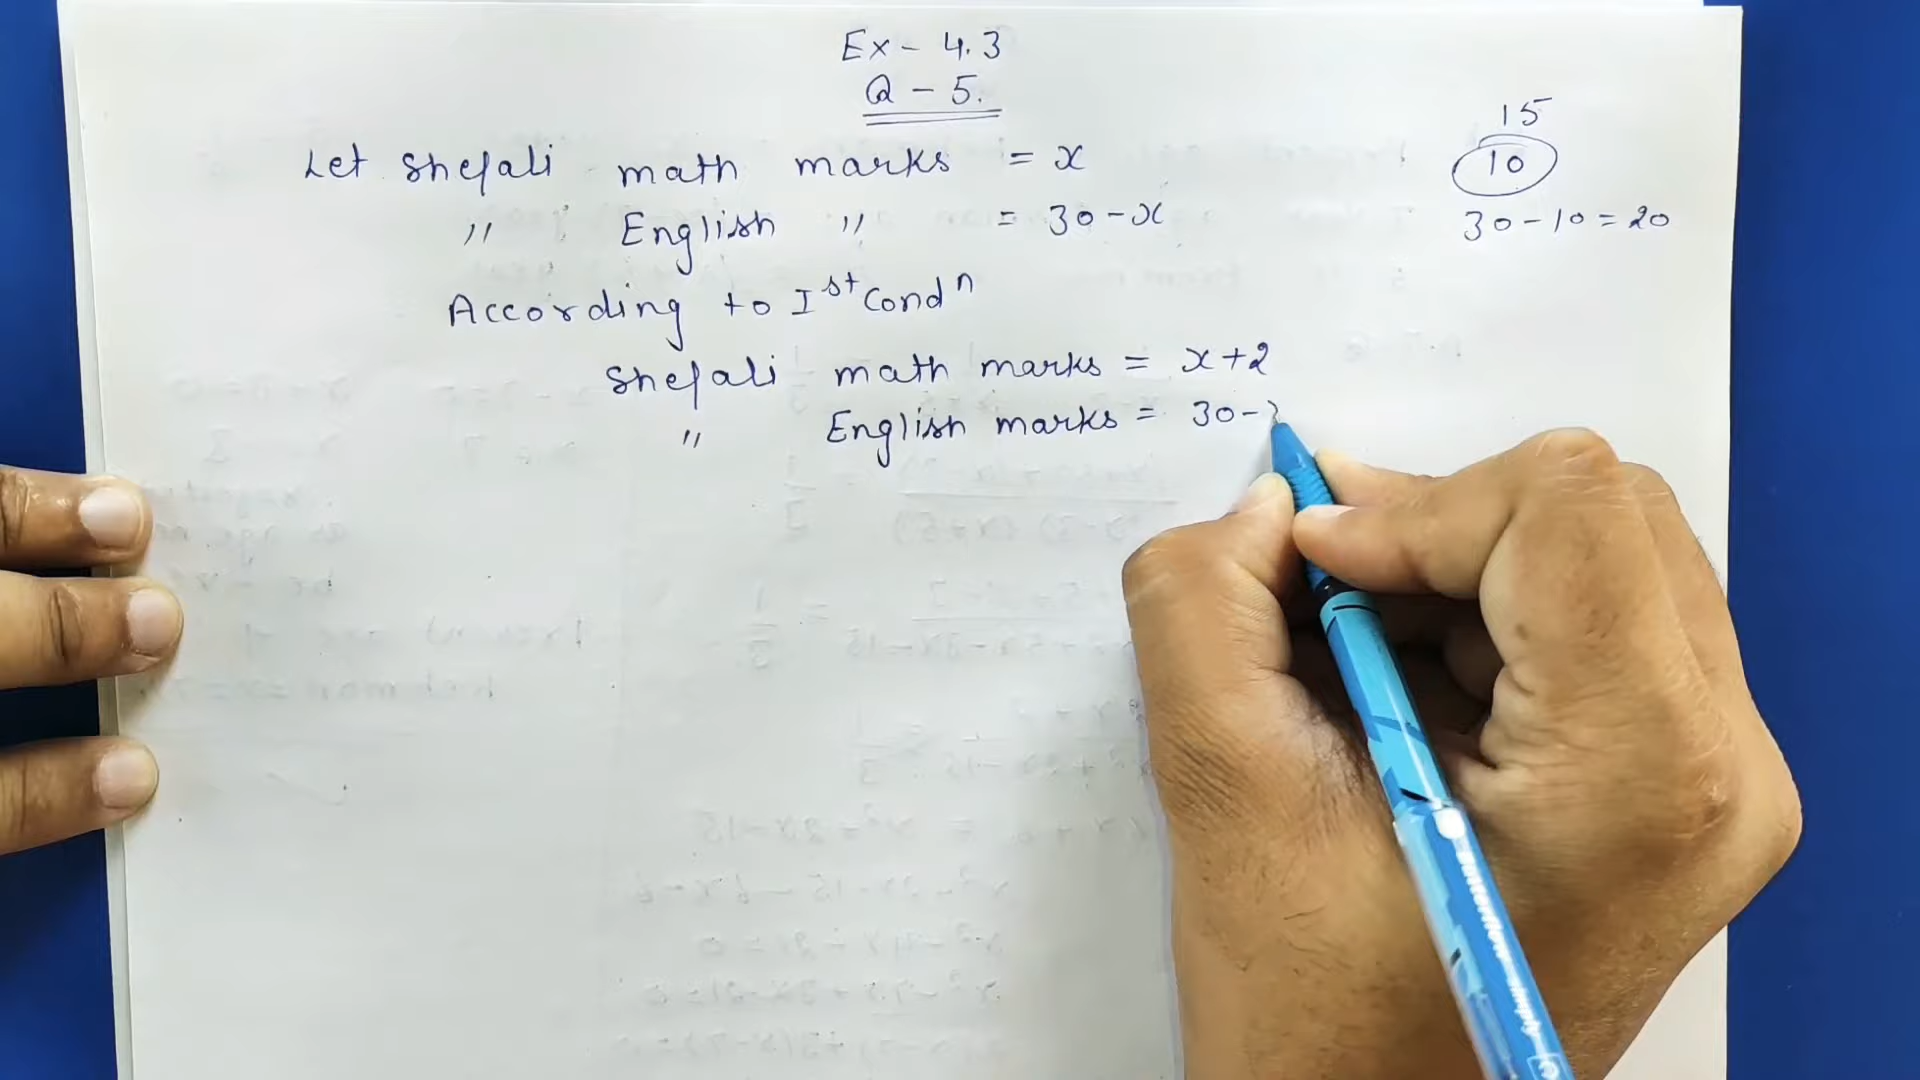 Ex - 4.3
Q - 5.
Let Shefali math marks = x
" " English " = 30 - x
According to Ist Condn
Shefali math marks = x + 2
" English marks = 30 -
15
10
30 - 10 = 20